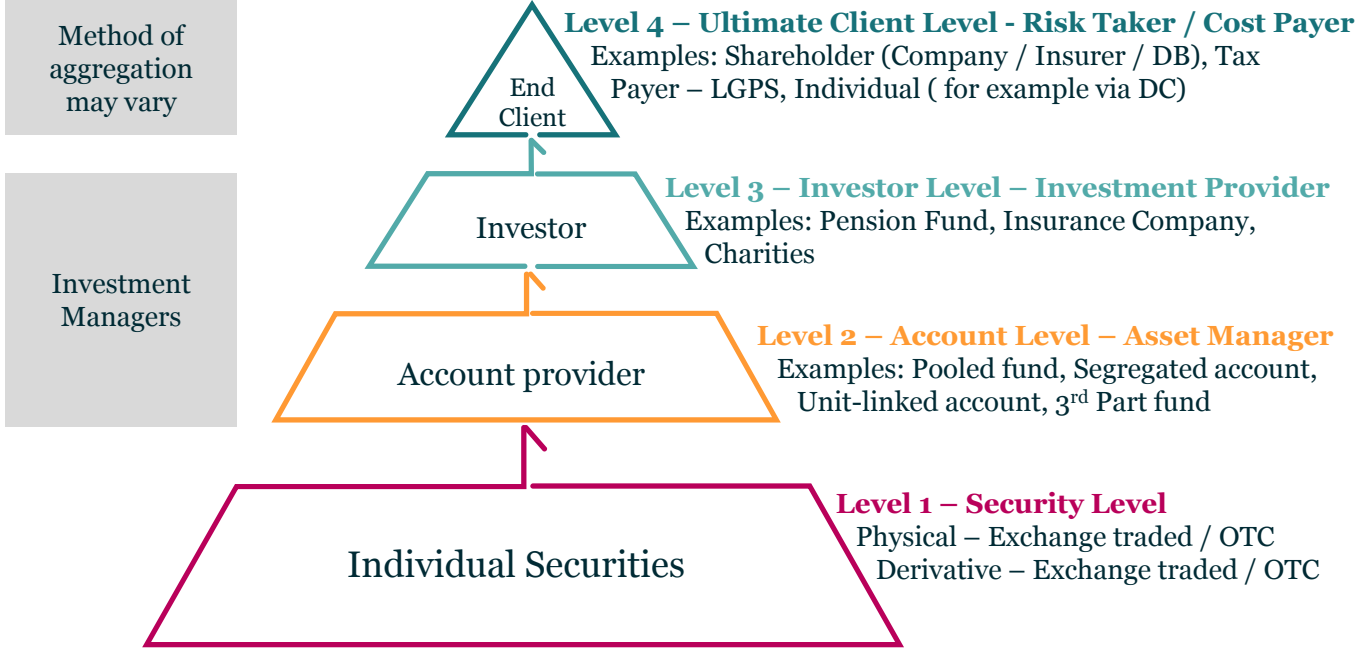 Method of
aggregation
may vary
End
Client
Level 4 – Ultimate Client Level - Risk Taker / Cost Payer
Examples: Shareholder (Company / Insurer / DB), Tax
Payer – LGPS, Individual ( for example via DC)
Investment
Managers
Investor
Level 3 – Investor Level – Investment Provider
Examples: Pension Fund, Insurance Company,
Charities
Account provider
Level 2 – Account Level – Asset Manager
Examples: Pooled fund, Segregated account,
Unit-linked account, 3rd Part fund
Individual Securities
Level 1 – Security Level
Physical – Exchange traded / OTC
Derivative – Exchange traded / OTC